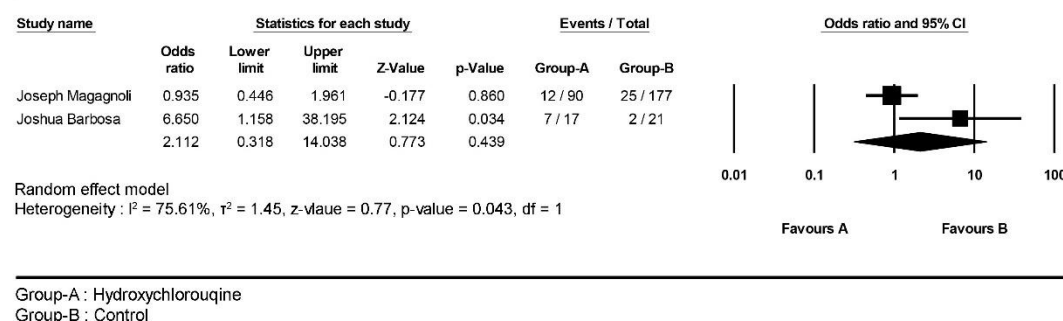 Study name Statistics for each study Events / Total Odds ratio and 95% CI
Odds ratio Lower limit Upper limit Z-Value p-Value Group-A Group-B
Joseph Magagnoli 0.935 0.446 1.961 -0.177 0.860 12 / 90 25 / 177
Joshua Barbosa 6.650 1.158 38.195 2.124 0.034 7 / 17 2 / 21
2.112 0.318 14.038 0.773 0.439
0.01 0.1 1 10 100
Random effect model
Heterogeneity : I² = 75.61%, τ² = 1.45, z-vlaue = 0.77, p-value = 0.043, df = 1
Favours A Favours B
Group-A : Hydroxychlorouqine
Group-B : Control